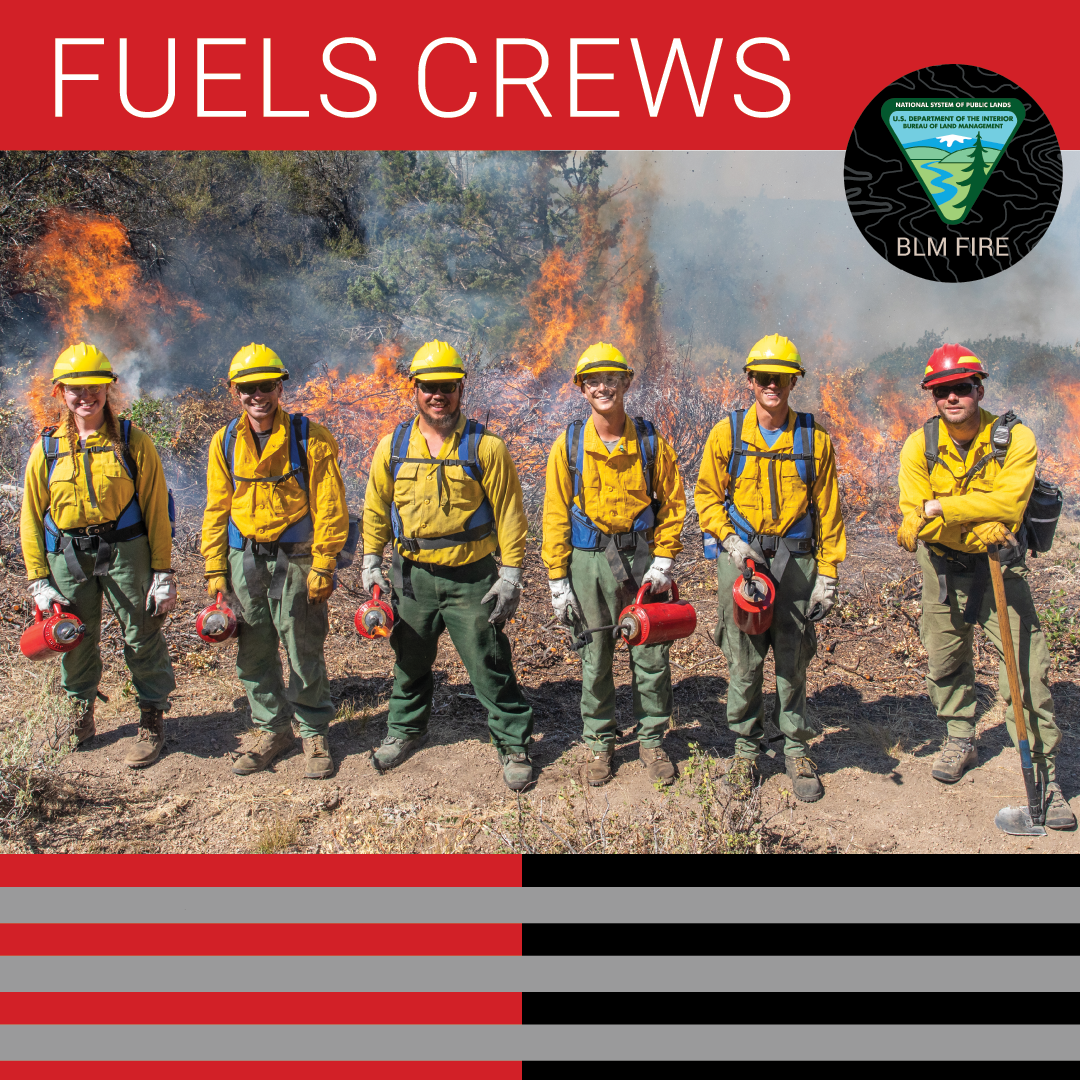 FUELS CREWS
NATIONAL SYSTEM OF PUBLIC LANDS
U.S. DEPARTMENT OF THE INTERIOR
BUREAU OF LAND MANAGEMENT
BLM FIRE